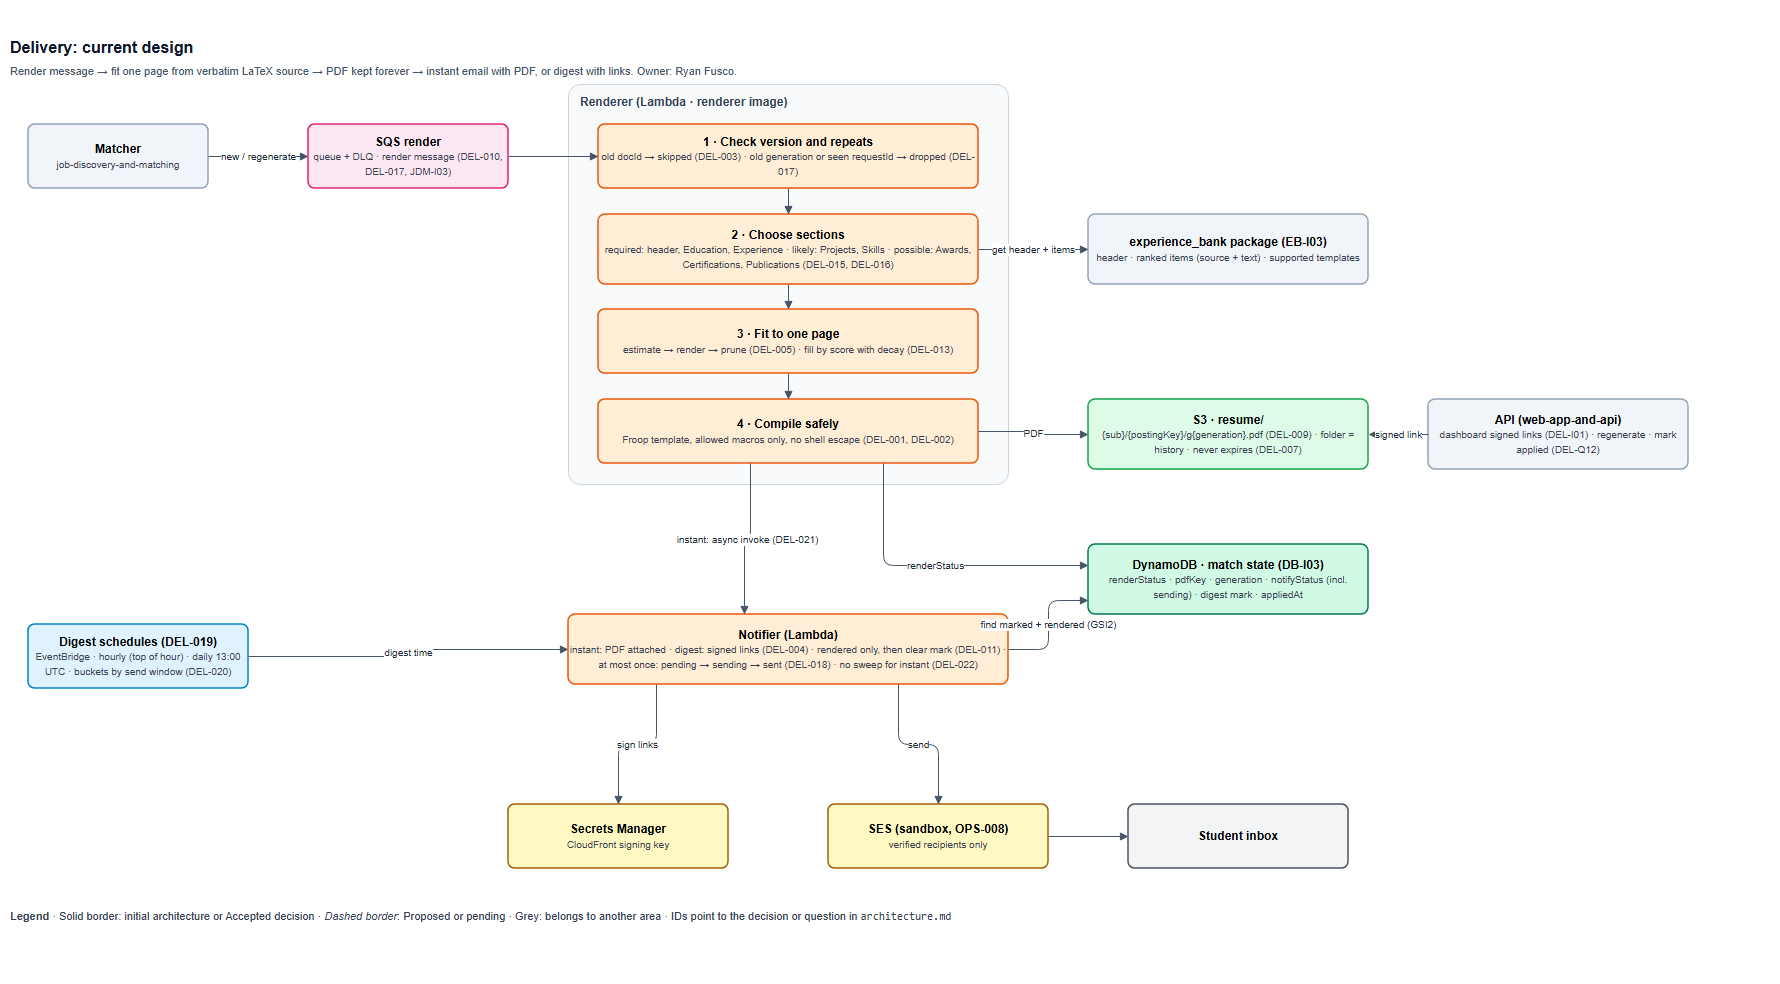 Delivery: current design
Render message → fit one page from verbatim LaTeX source → PDF kept forever → instant email with PDF, or digest with links. Owner: Ryan Fusco.
Renderer (Lambda · renderer image)
Matcher
job-discovery-and-matching
new / regenerate
SQS render
queue + DLQ · render message (DEL-010,
DEL-017, JDM-I03)
1 · Check version and repeats
old docId → skipped (DEL-003) · old generation or seen requestId → dropped (DEL-
017)
2 · Choose sections
required: header, Education, Experience · likely: Projects, Skills · possible: Awards,
Certifications, Publications (DEL-015, DEL-016)
get header + items
experience_bank package (EB-I03)
header · ranked items (source + text) · supported templates
3 · Fit to one page
estimate → render → prune (DEL-005) · fill by score with decay (DEL-013)
4 · Compile safely
Froop template, allowed macros only, no shell escape (DEL-001, DEL-002)
PDF
S3 · resume/
{sub}/{postingKey}/g{generation}.pdf (DEL-009) · folder =
history · never expires (DEL-007)
signed link
API (web-app-and-api)
dashboard signed links (DEL-I01) · regenerate · mark
applied (DEL-Q12)
instant: async invoke (DEL-021)
renderStatus
DynamoDB · match state (DB-I03)
renderStatus · pdfKey · generation · notifyStatus (incl.
sending) · digest mark · appliedAt
find marked + rendered (GSI2)
Digest schedules (DEL-019)
EventBridge · hourly (top of hour) · daily 13:00
UTC · buckets by send window (DEL-020)
digest time
Notifier (Lambda)
instant: PDF attached · digest: signed links (DEL-004) · rendered only, then clear mark (DEL-011) ·
at most once: pending → sending → sent (DEL-018) · no sweep for instant (DEL-022)
sign links
send
Secrets Manager
CloudFront signing key
SES (sandbox, OPS-008)
verified recipients only
Student inbox
Legend · Solid border: initial architecture or Accepted decision · Dashed border: Proposed or pending · Grey: belongs to another area · IDs point to the decision or question in architecture.md